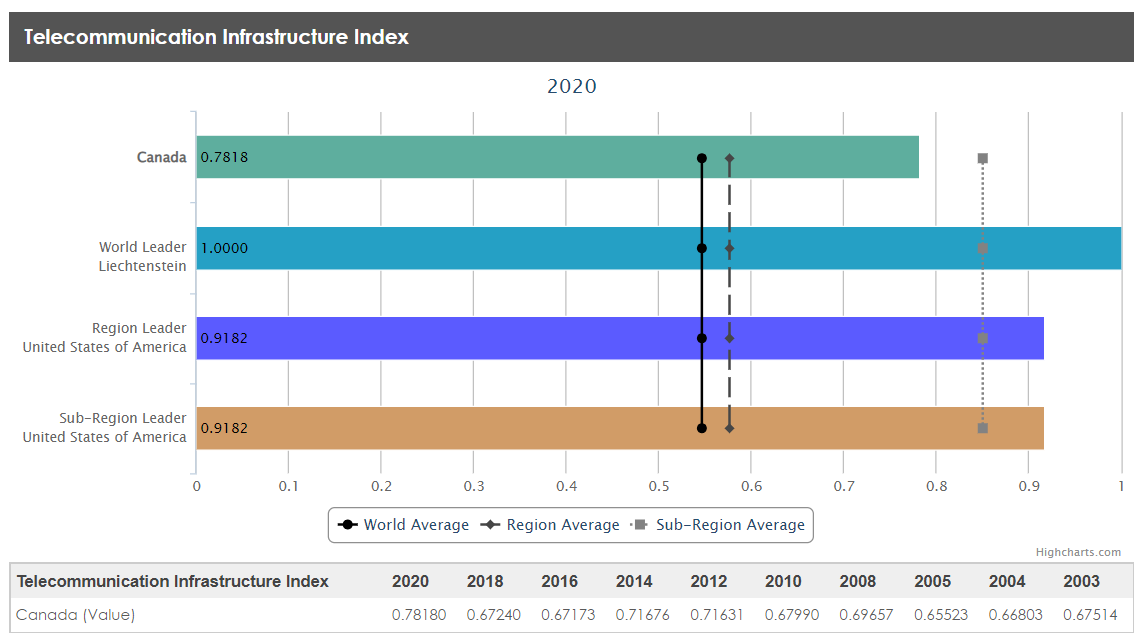 Telecommunication Infrastructure Index
2020
Canada
0.7818
World Leader
Liechtenstein
1.0000
Region Leader
United States of America
0.9182
Sub-Region Leader
United States of America
0.9182
0 0.1 0.2 0.3 0.4 0.5 0.6 0.7 0.8 0.9 1
World Average Region Average Sub-Region Average
Highcharts.com
Telecommunication Infrastructure Index 2020 2018 2016 2014 2012 2010 2008 2005 2004 2003
Canada (Value) 0.78180 0.67240 0.67173 0.71676 0.71631 0.67990 0.69657 0.65523 0.66803 0.67514